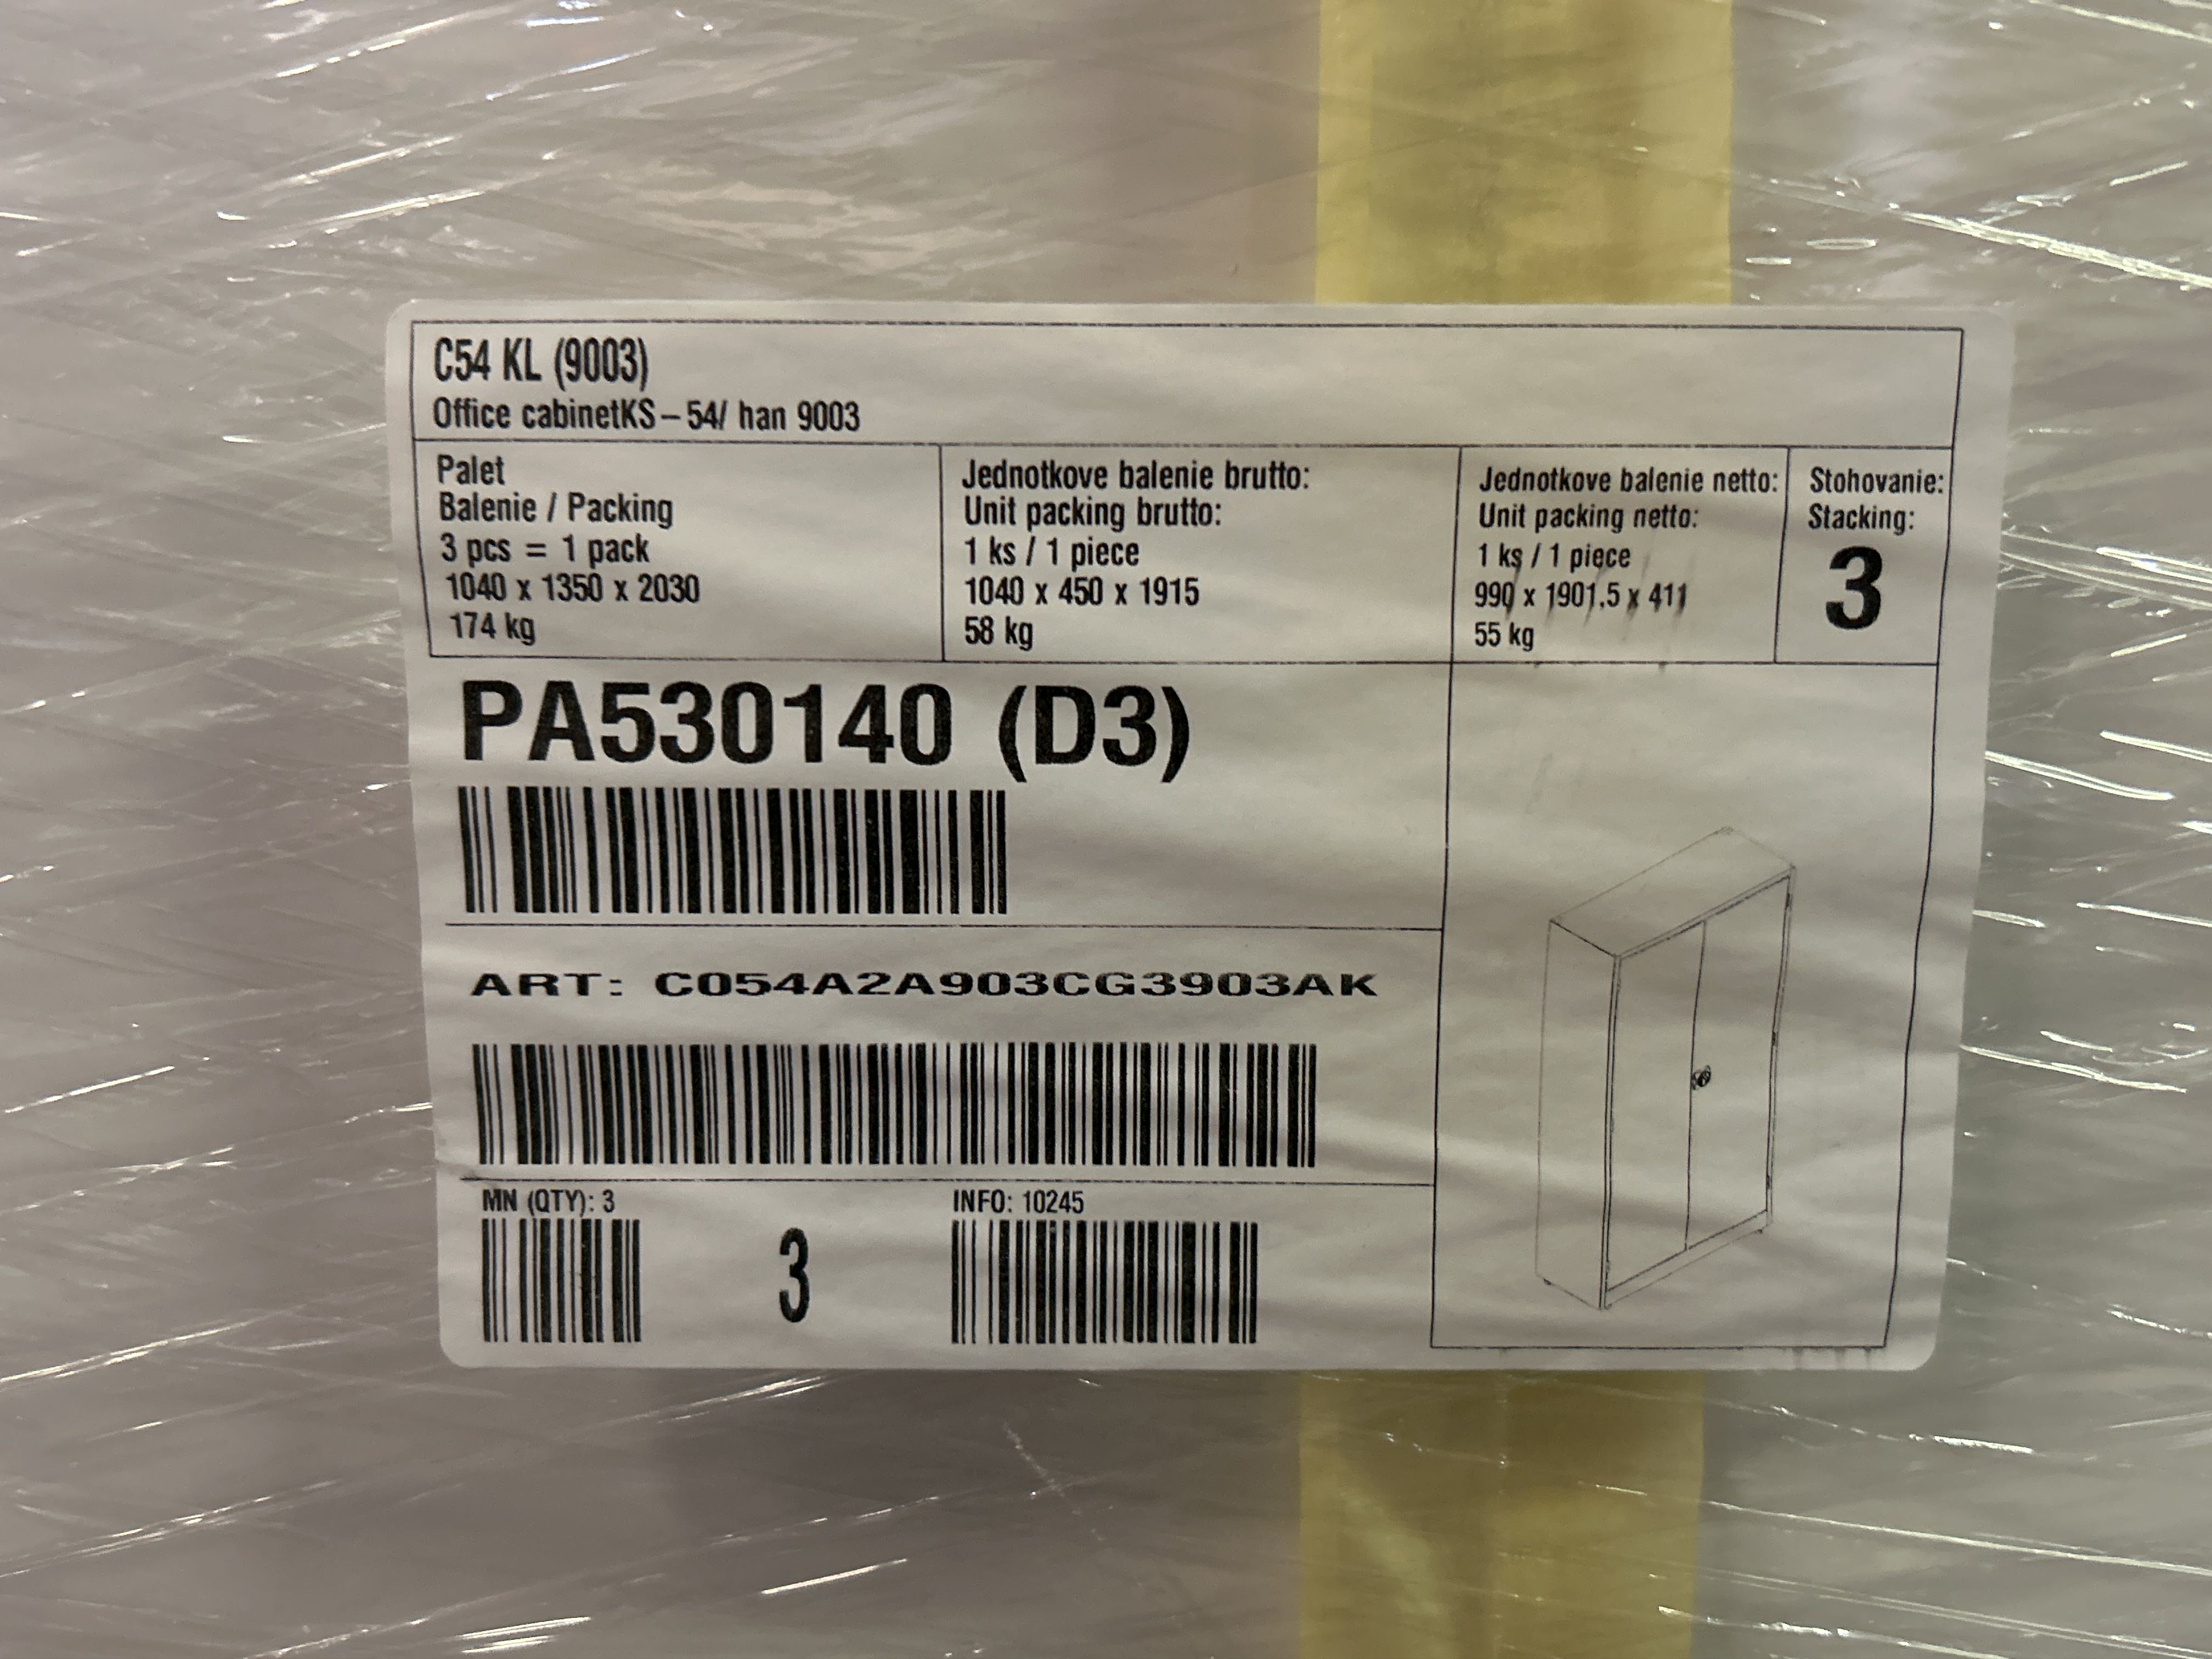 C54 KL (9003)
Office cabinetKS – 54/ han 9003
Palet
Balenie / Packing
3 pcs = 1 pack
1040 x 1350 x 2030
174 kg
Jednotkove balenie brutto:
Unit packing brutto:
1 ks / 1 piece
1040 x 450 x 1915
58 kg
Jednotkove balenie netto:
Unit packing netto:
1 ks / 1 piece
990 x 1901,5 x 411
55 kg
Stohovanie:
Stacking:
3
PA530140 (D3)
ART: C054A2A903CG3903AK
MN (QTY): 3
3
INFO: 10245